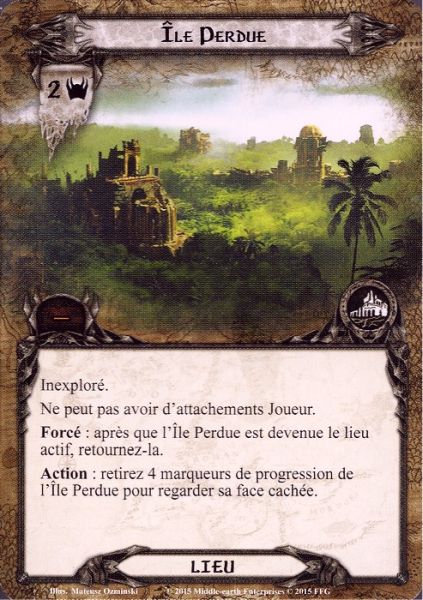 Île Perdue
2
–
Inexploré.
Ne peut pas avoir d'attachements Joueur.
Forcé : après que l'Île Perdue est devenue le lieu
actif, retournez-la.
Action : retirez 4 marqueurs de progression de
l'Île Perdue pour regarder sa face cachée.
LIEU
Illus. Mateusz Ozminski © 2015 Middle-earth Enterprises © 2015 FFG